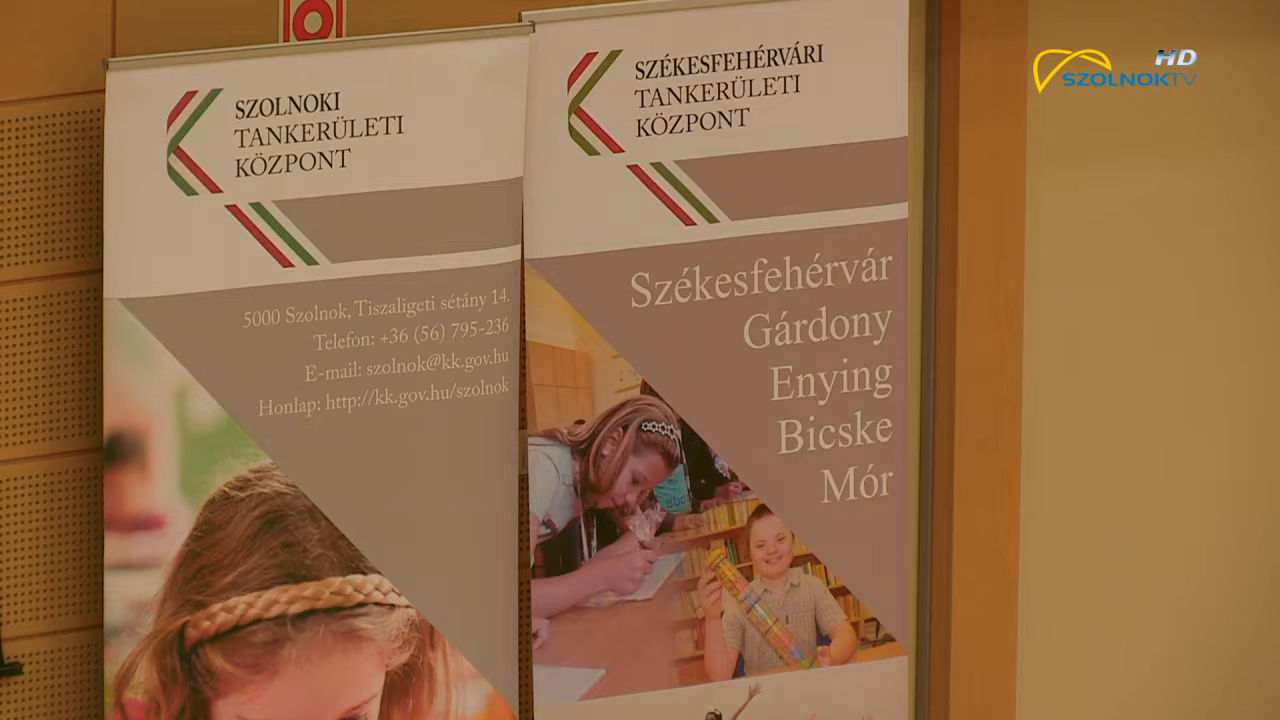 SZOLNOKI
TANKERÜLETI
KÖZPONT
5000 Szolnok, Tiszaligeti sétány 14.
Telefon: +36 (56) 795-236
E-mail: szolnok@kk.gov.hu
Honlap: http://kk.gov.hu/szolnok
SZÉKESFEHÉRVÁRI
TANKERÜLETI
KÖZPONT
Székesfehérvár
Gárdony
Enying
Bicske
Mór
HD
SZOLNOKTV